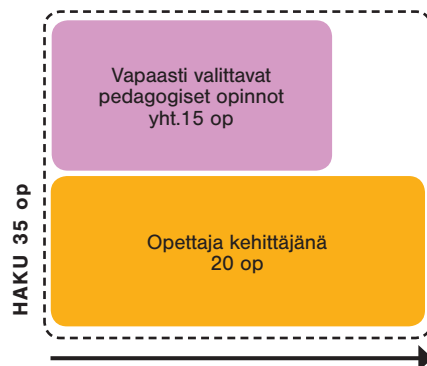 Vapaasti valittavat
pedagogiset opinnot
yht.15 op
HAKU 35 op
Opettaja kehittäjänä
20 op